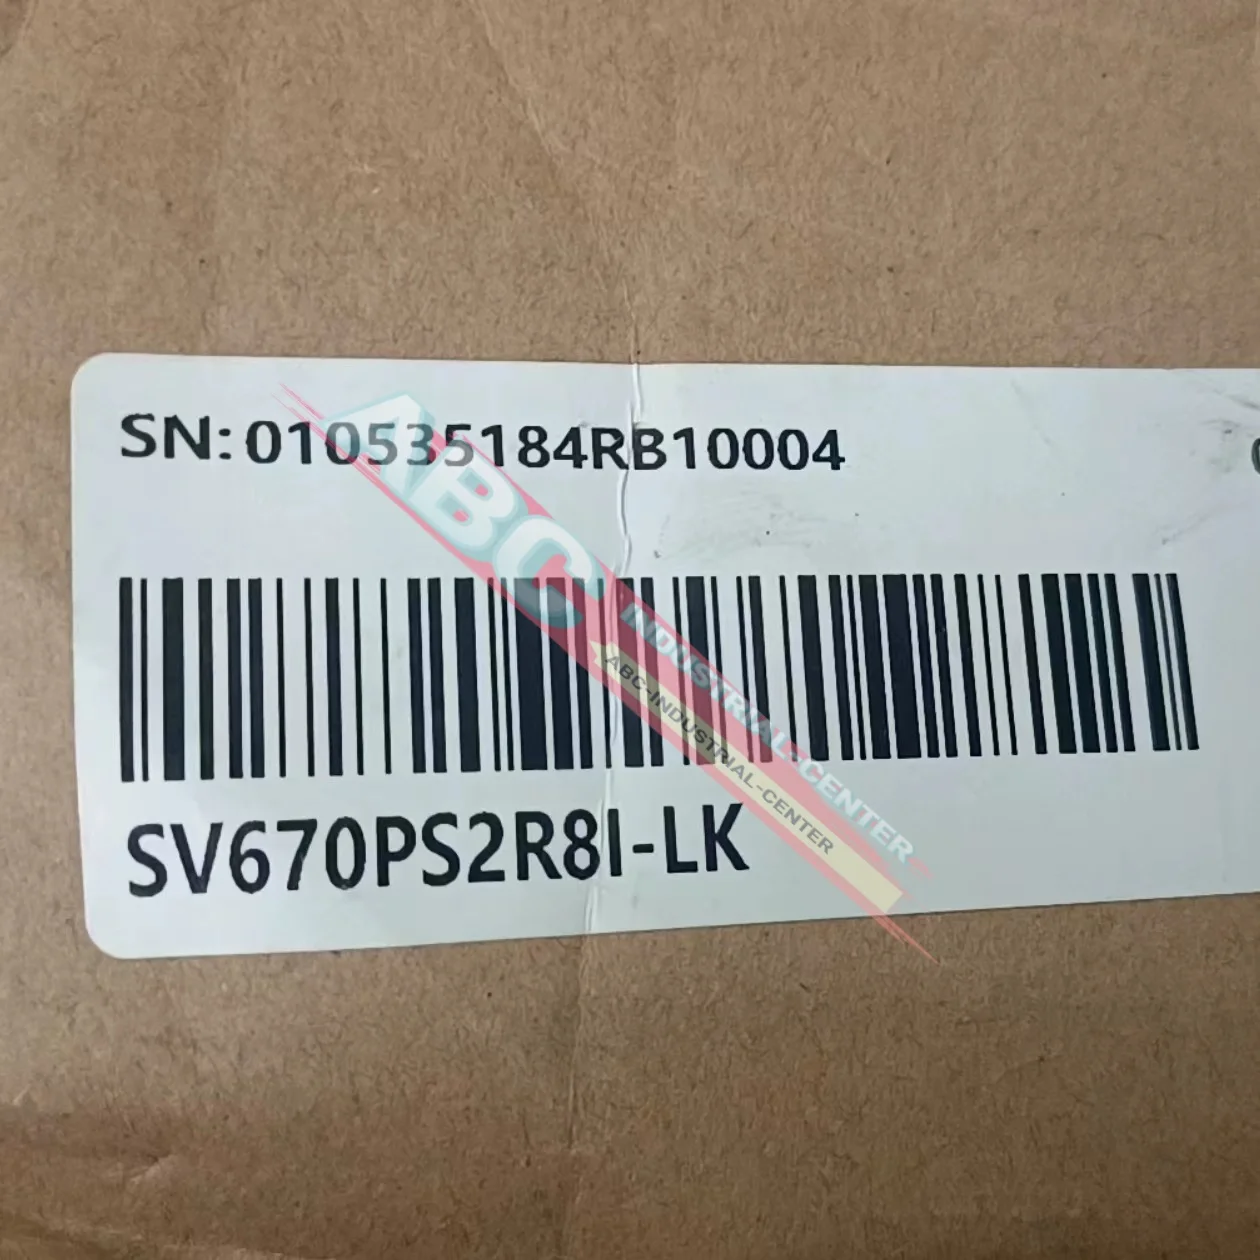 SN:010535184RB10004
ABC
INDUSTRIAL-CENTER
ABC-INDUSTRIAL-CENTER
SV670PS2R8I-LK